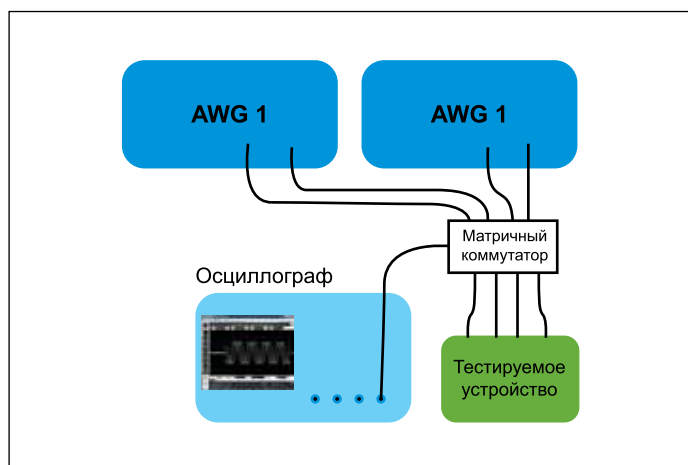 AWG 1
AWG 1
Матричный
коммутатор
Осциллограф
Тестируемое
устройство